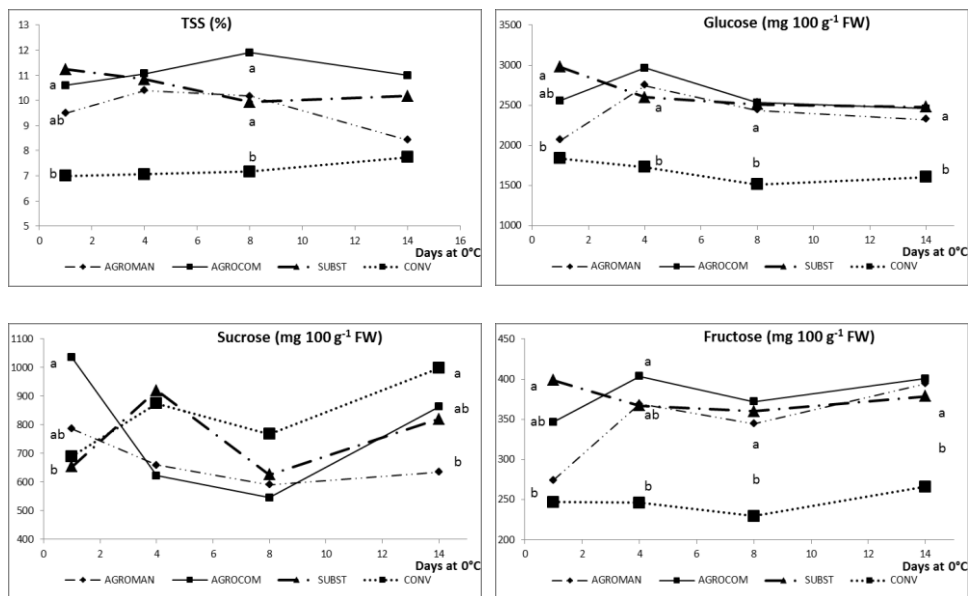 TSS (%)
13
12
11
10
9
8
7
6
5
a
ab
b
a
a
b
0
2
4
6
8
10
12
14
16
Days at 0°C
AGROMAN
AGROCOM
SUBST
CONV
Glucose (mg 100 g⁻¹ FW)
3500
3000
2500
2000
1500
1000
a
ab
b
a
b
a
b
a
b
0
2
4
6
8
10
12
14
Days at 0°C
AGROMAN
AGROCOM
SUBST
CONV
Sucrose (mg 100 g⁻¹ FW)
1100
1000
900
800
700
600
500
400
a
ab
b
a
ab
b
0
2
4
6
8
10
12
14
Days at 0°C
AGROMAN
AGROCOM
SUBST
CONV
Fructose (mg 100 g⁻¹ FW)
450
400
350
300
250
200
a
ab
b
a
ab
b
a
b
a
b
0
2
4
6
8
10
12
14
Days at 0°C
AGROMAN
AGROCOM
SUBST
CONV